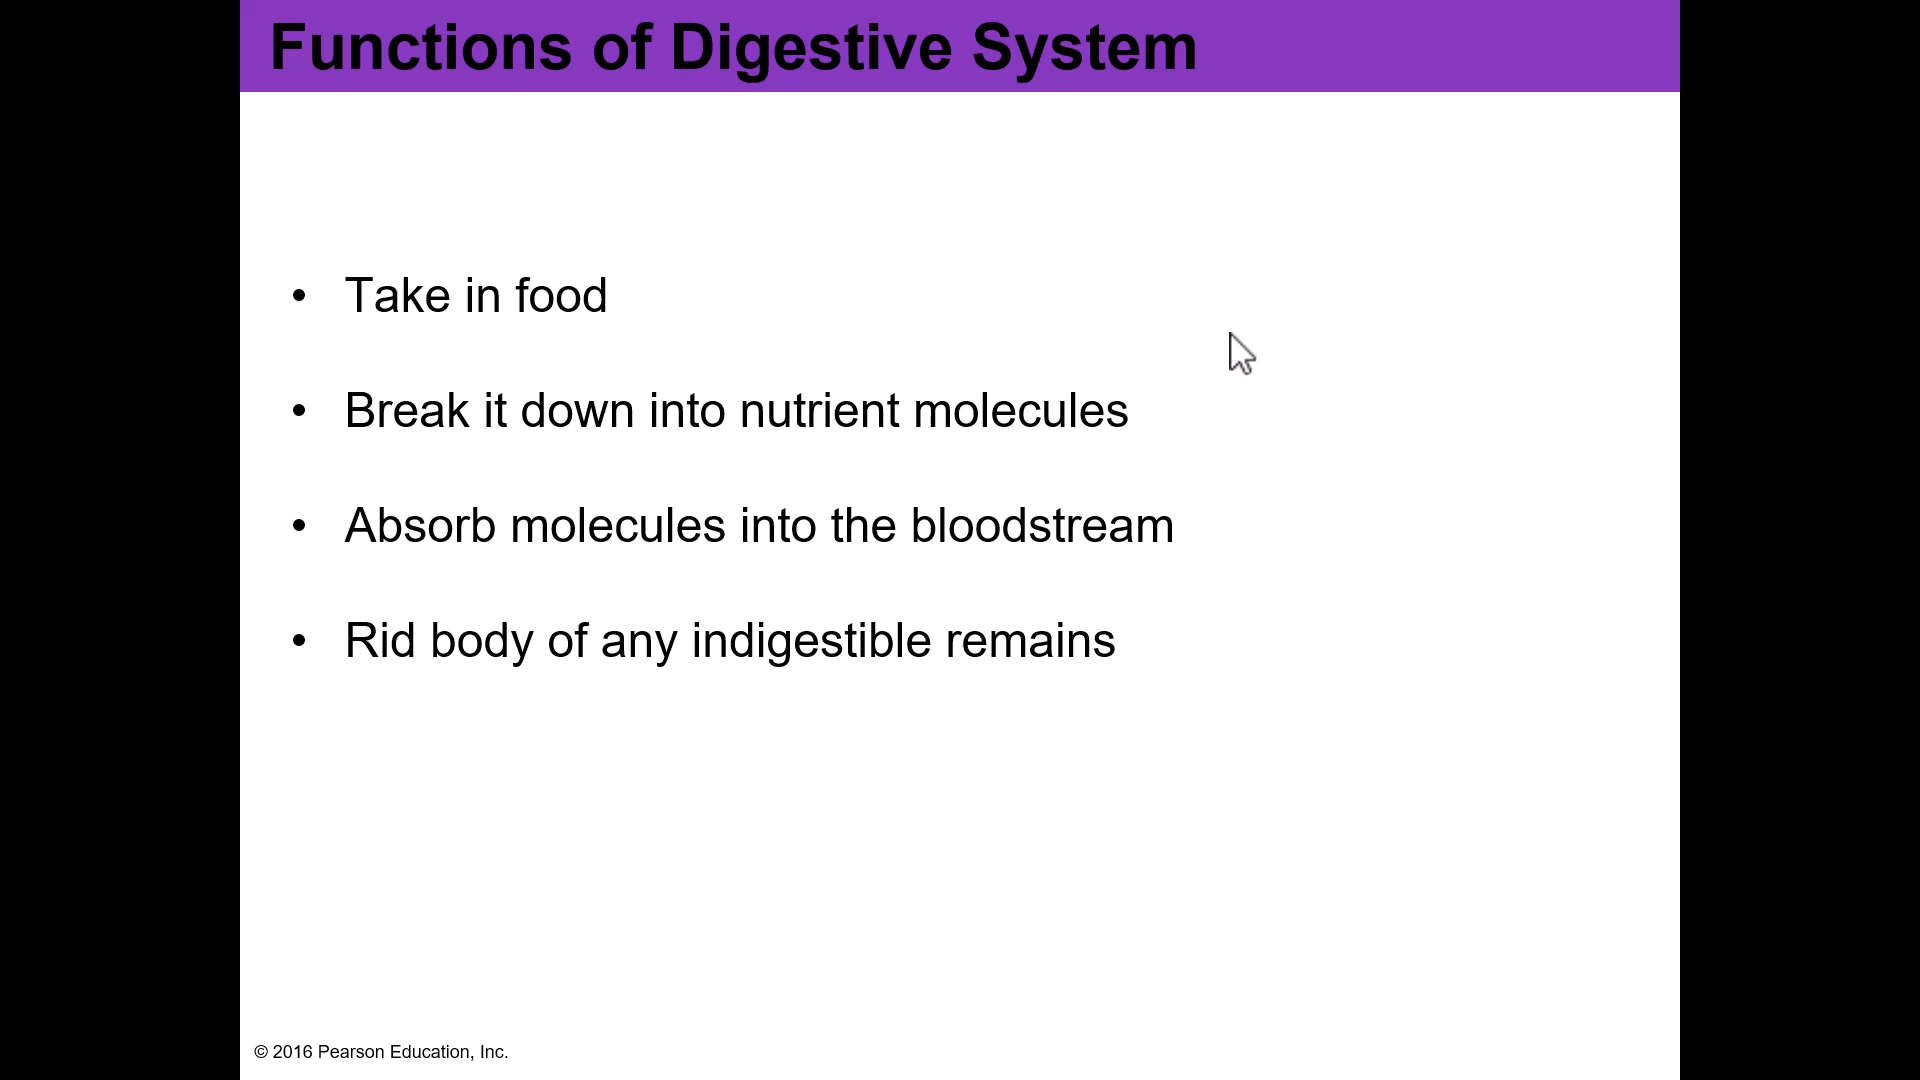 Functions of Digestive System
• Take in food
• Break it down into nutrient molecules
• Absorb molecules into the bloodstream
• Rid body of any indigestible remains
© 2016 Pearson Education, Inc.